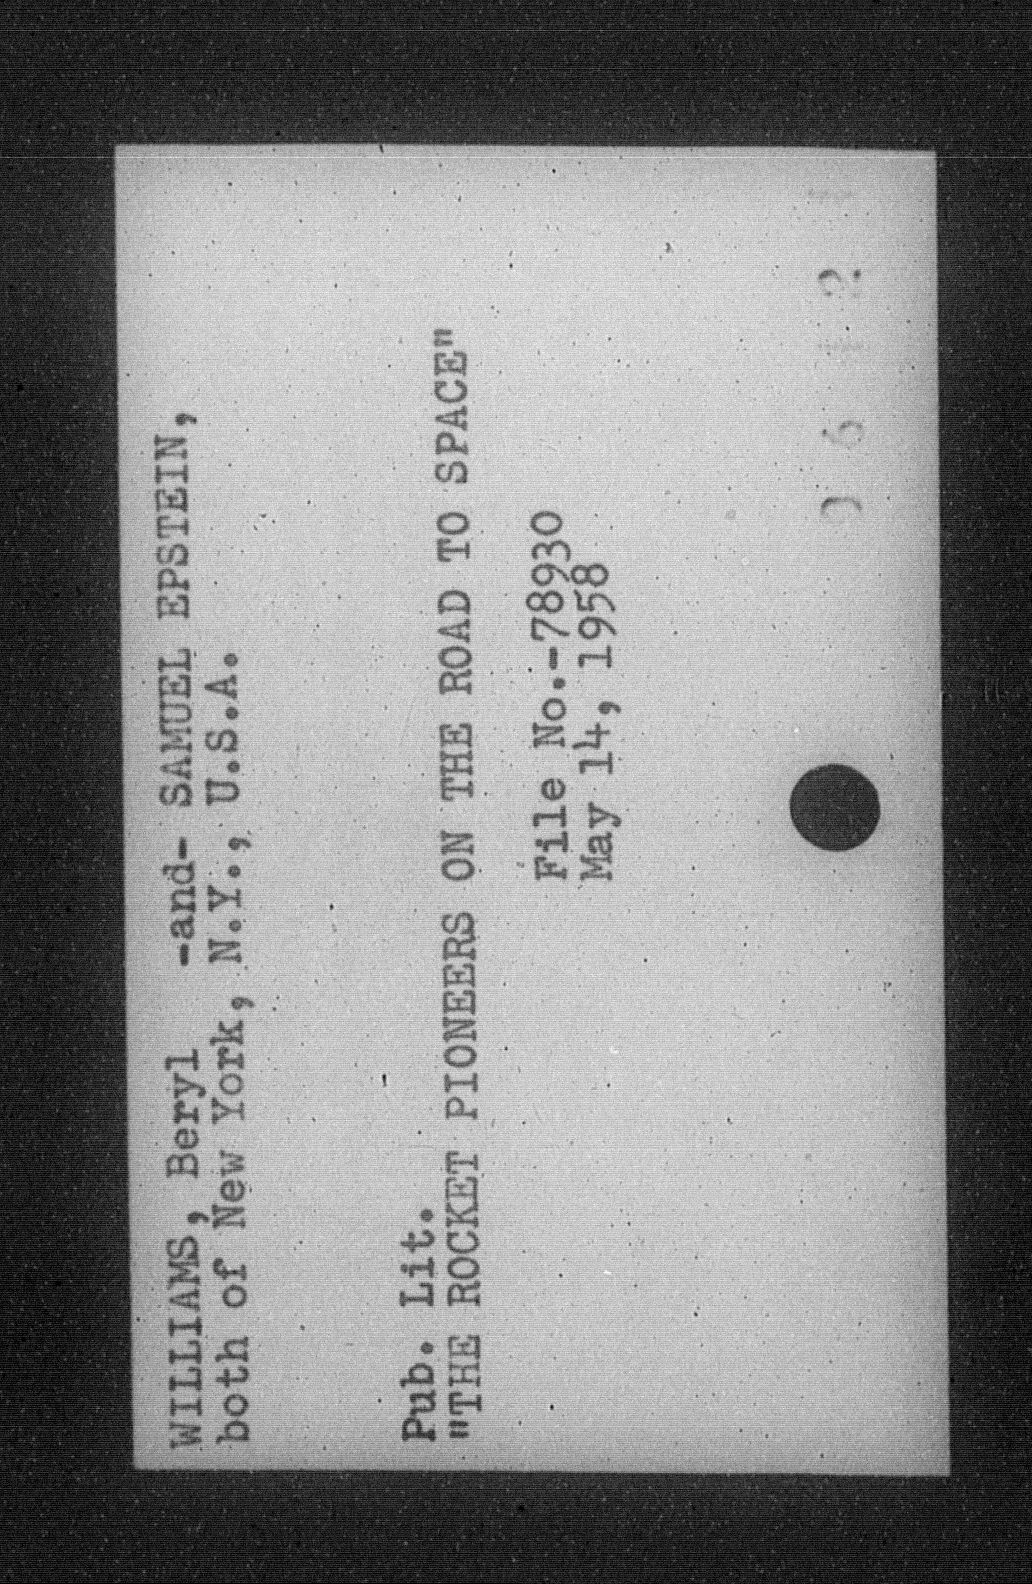 WILLIAMS, Beryl -and- SAMUEL EPSTEIN,
both of New York, N.Y., U.S.A.
Pub. Lit.
"THE ROCKET PIONEERS ON THE ROAD TO SPACE"
File No.-78930
May 14, 1958